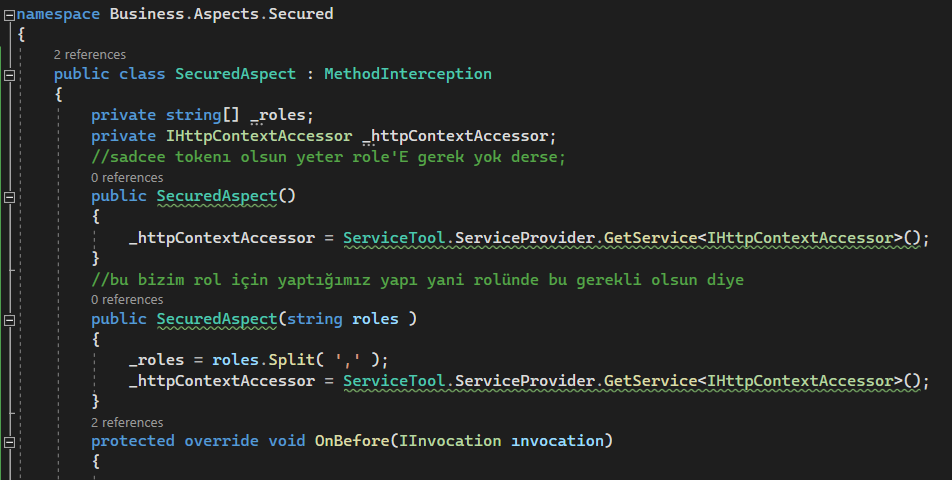 namespace Business.Aspects.Secured
{
2 references
public class SecuredAspect : MethodInterception
{
private string[] _roles;
private IHttpContextAccessor _httpContextAccessor;
//sadcee tokenı olsun yeter role'E gerek yok derse;
0 references
public SecuredAspect()
{
_httpContextAccessor = ServiceTool.ServiceProvider.GetService<IHttpContextAccessor>();
}
//bu bizim rol için yaptığımız yapı yani rolünde bu gerekli olsun diye
0 references
public SecuredAspect(string roles )
{
_roles = roles.Split( ',' );
_httpContextAccessor = ServiceTool.ServiceProvider.GetService<IHttpContextAccessor>();
}
2 references
protected override void OnBefore(IInvocation ınvocation)
{